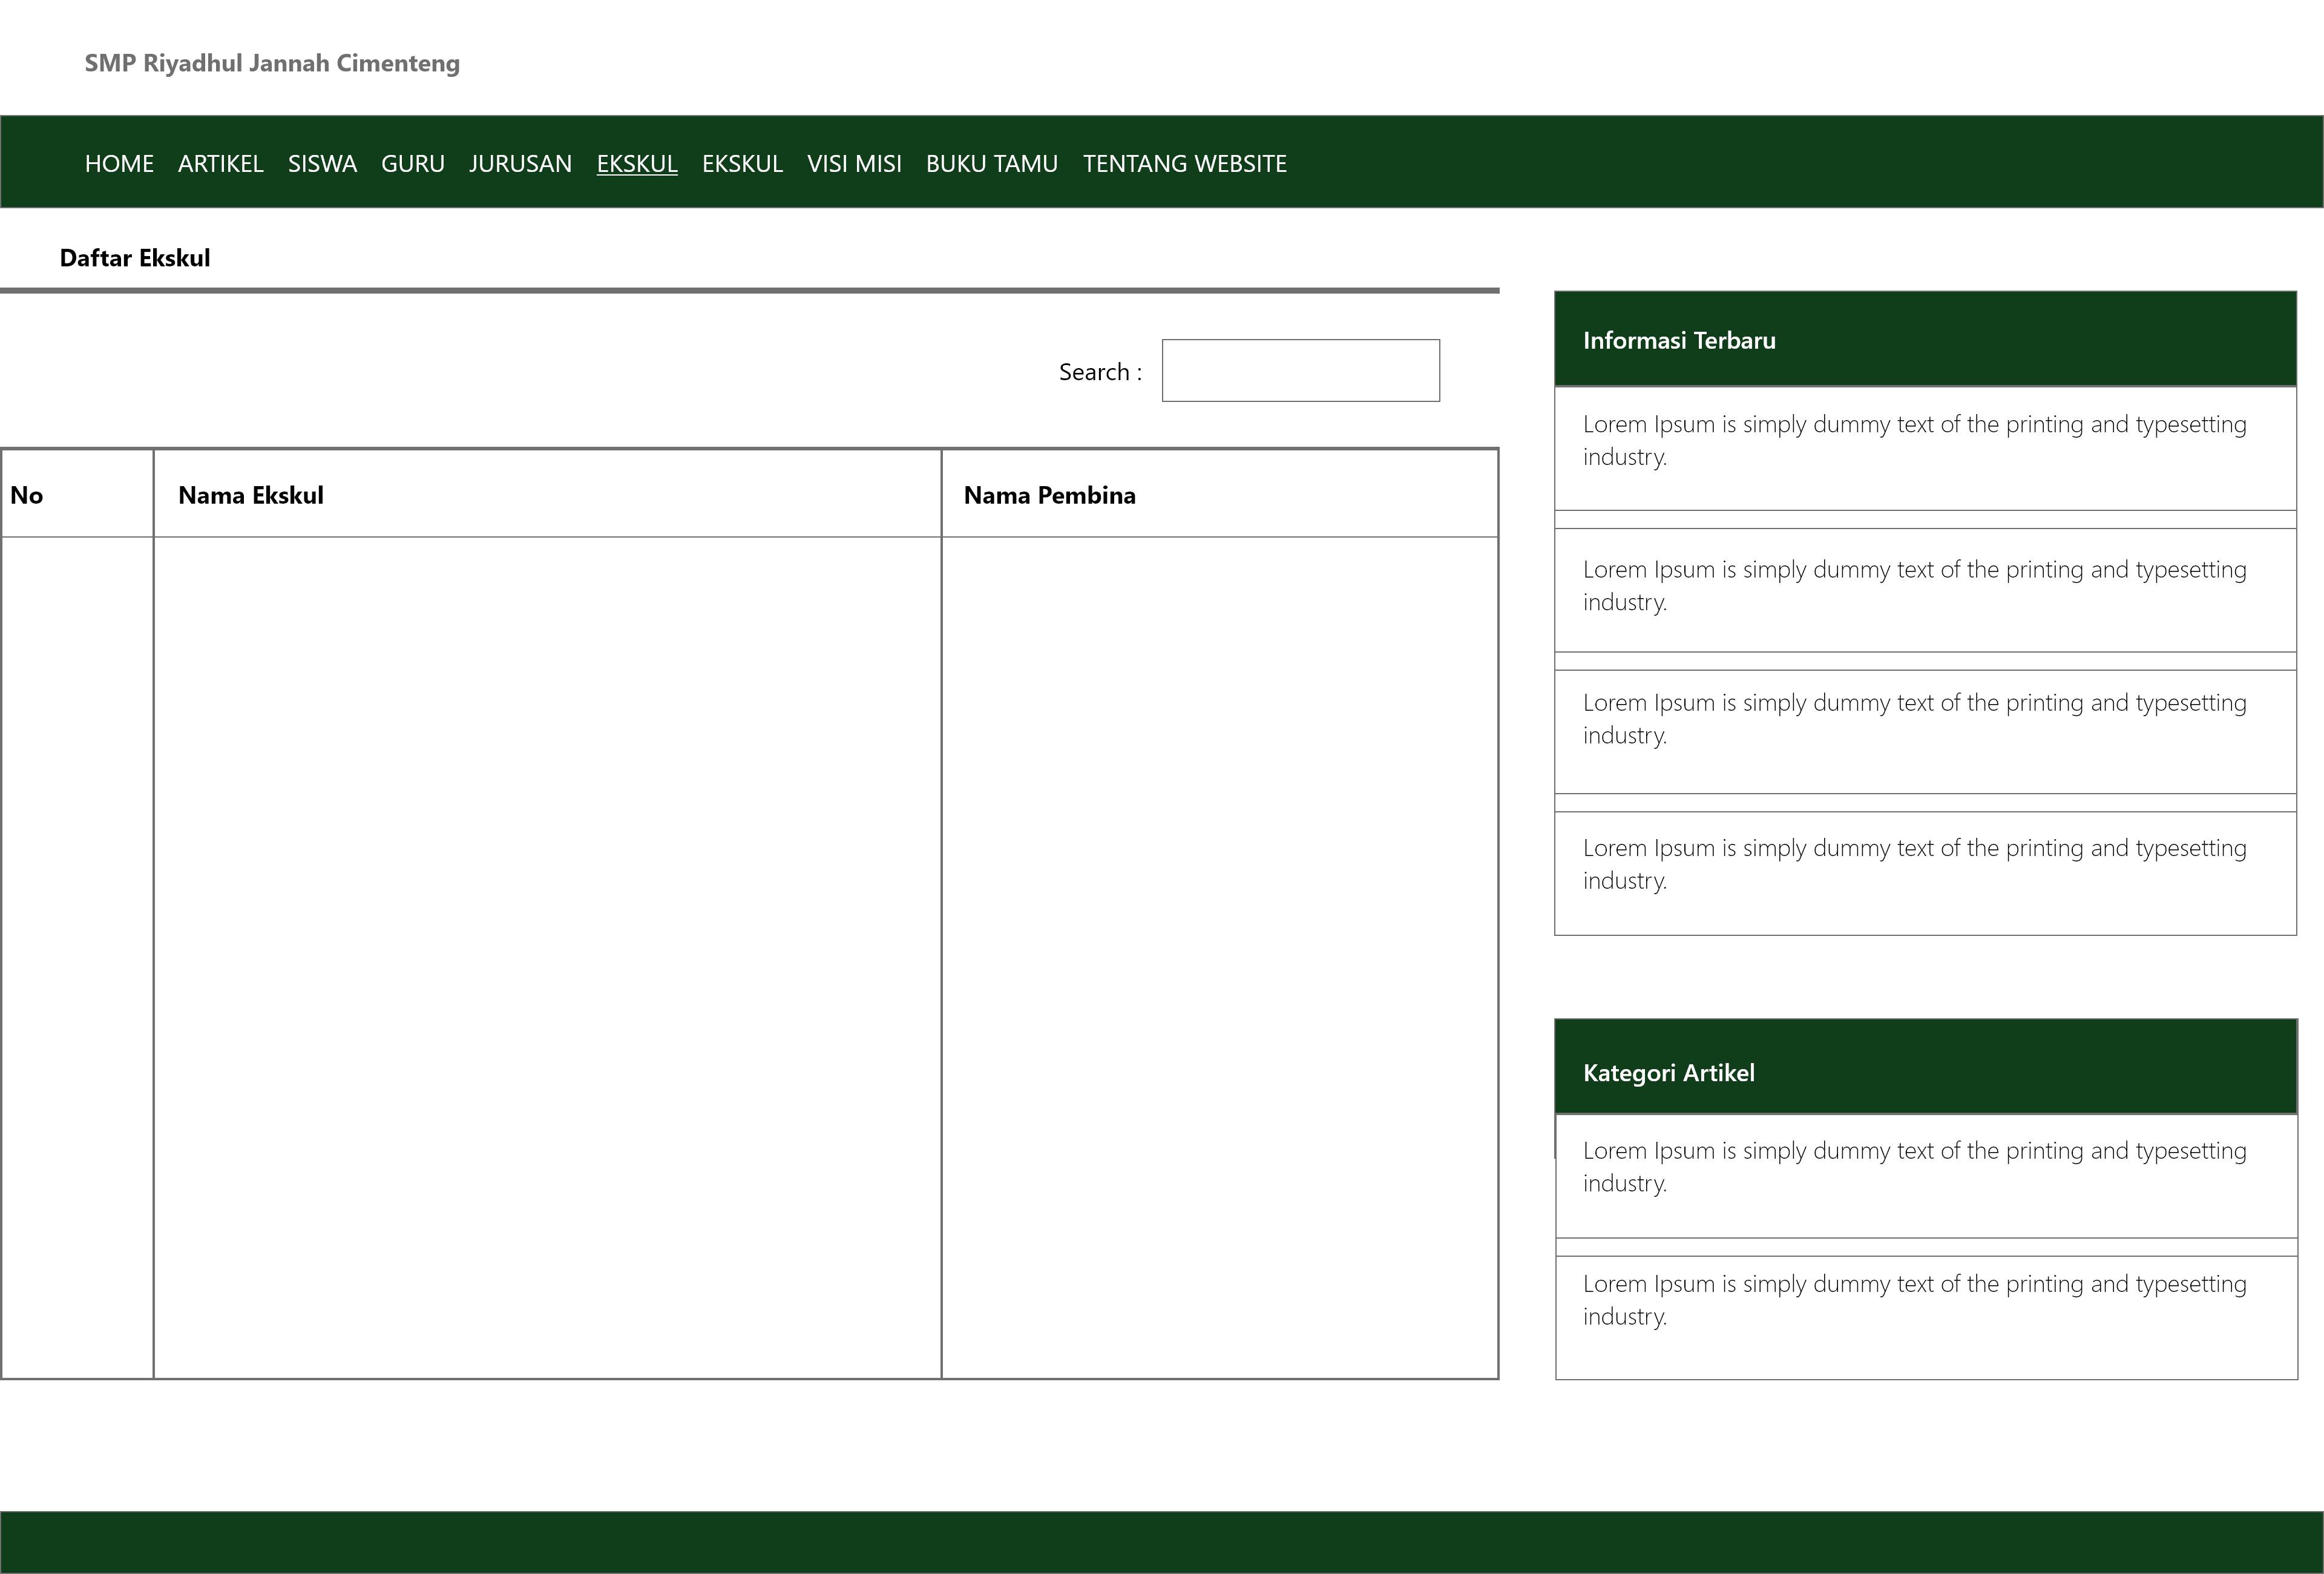 SMP Riyadhul Jannah Cimenteng
HOME ARTIKEL SISWA GURU JURUSAN EKSKUL EKSKUL VISI MISI BUKU TAMU TENTANG WEBSITE
Daftar Ekskul
Search :
No Nama Ekskul Nama Pembina
Informasi Terbaru
Lorem Ipsum is simply dummy text of the printing and typesetting
industry.
Lorem Ipsum is simply dummy text of the printing and typesetting
industry.
Lorem Ipsum is simply dummy text of the printing and typesetting
industry.
Lorem Ipsum is simply dummy text of the printing and typesetting
industry.
Kategori Artikel
Lorem Ipsum is simply dummy text of the printing and typesetting
industry.
Lorem Ipsum is simply dummy text of the printing and typesetting
industry.